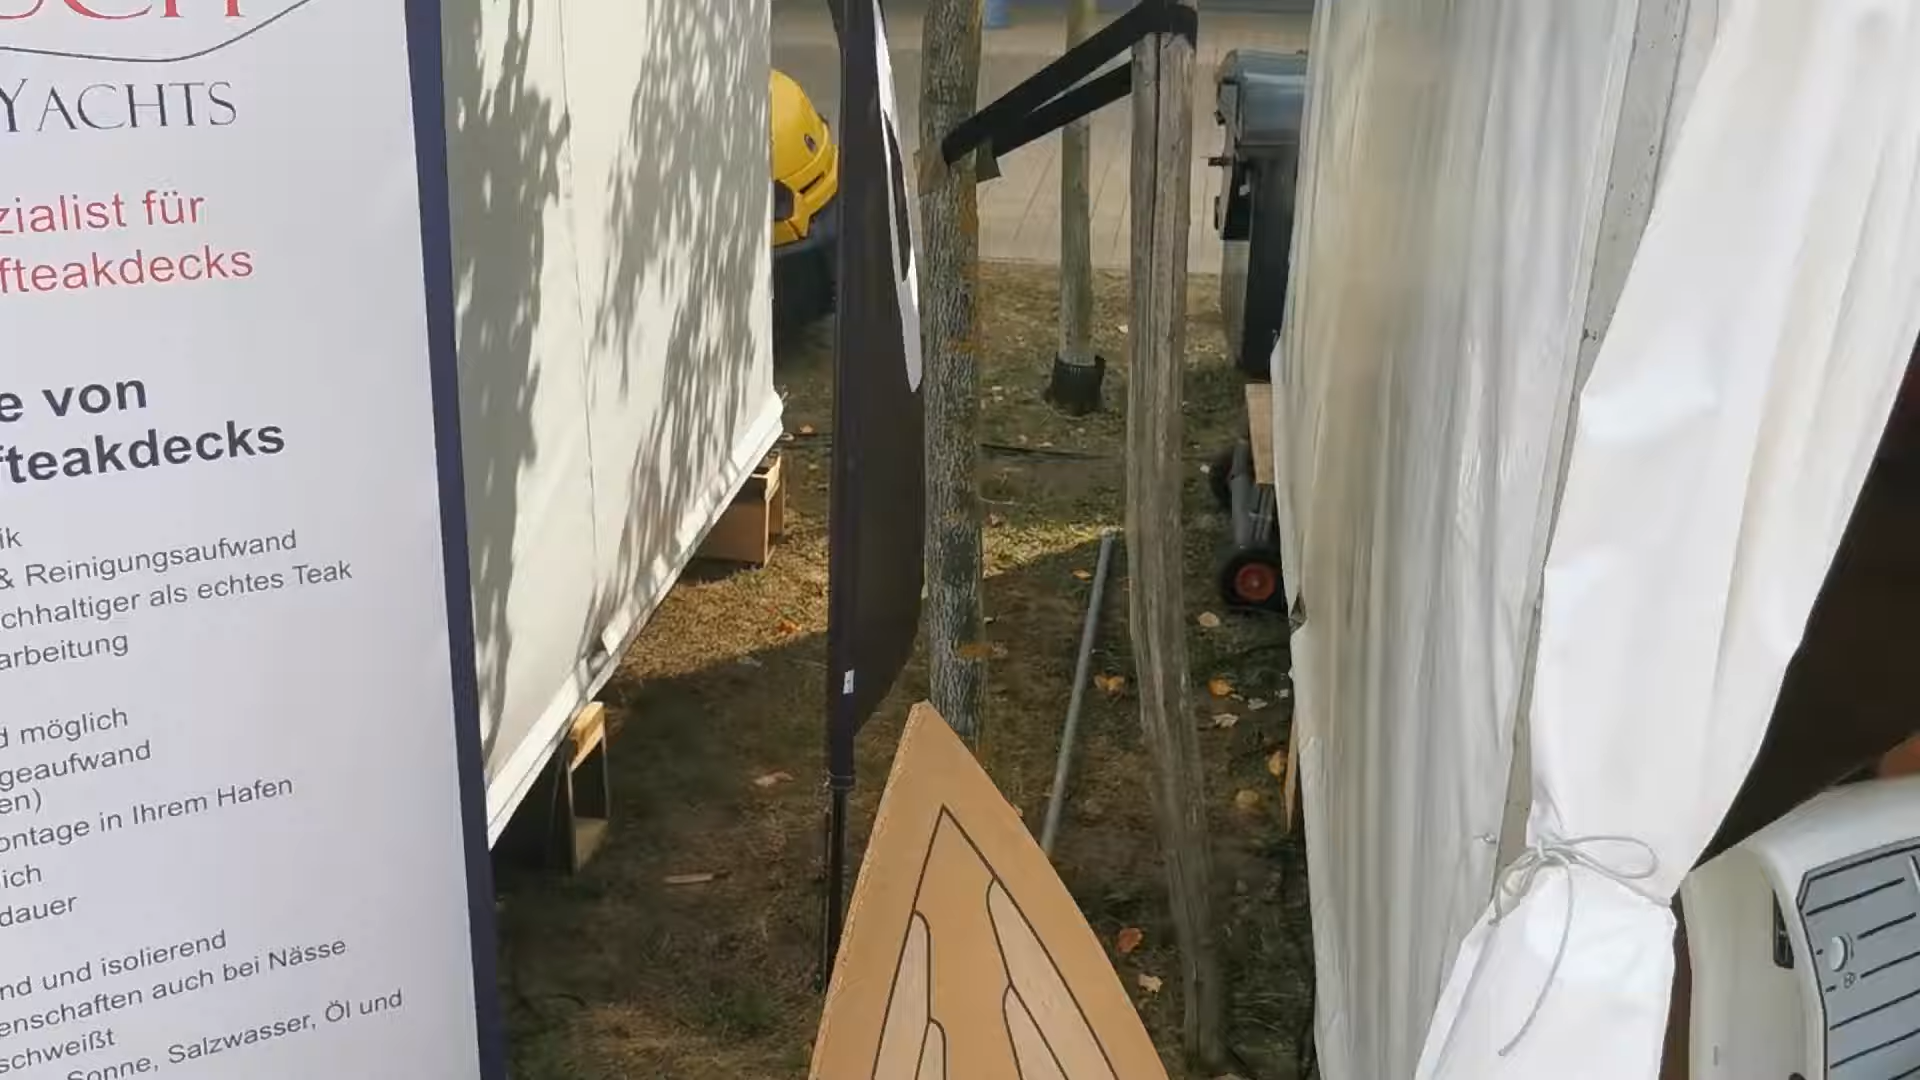 YACHTS
zialist für
fteakdecks
e von
fteakdecks
ik
& Reinigungsaufwand
chhaltiger als echtes Teak
arbeitung
d möglich
geaufwand
en)
ontage in Ihrem Hafen
ich
dauer
nd und isolierend
enschaften auch bei Nässe
schweißt
Sonne, Salzwasser, Öl und